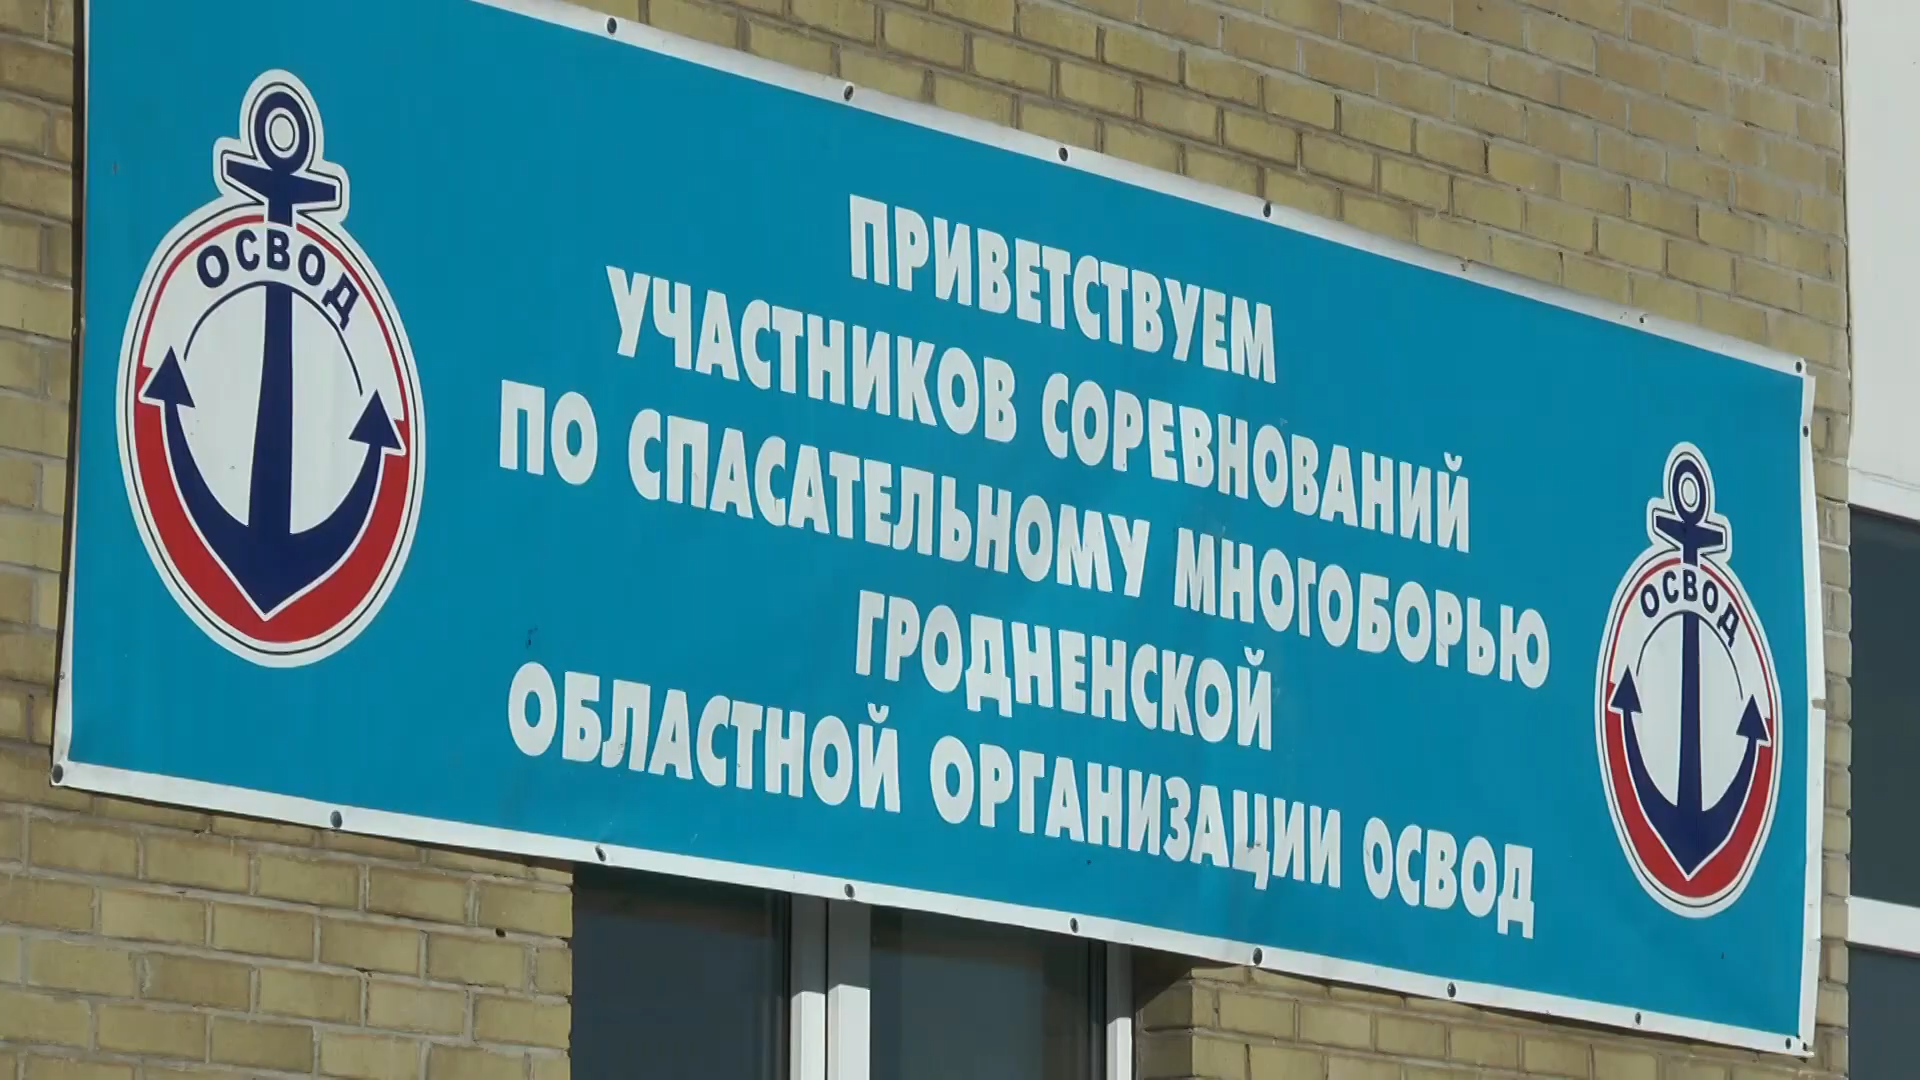 ОСВОД
ПРИВЕТСТВУЕМ
УЧАСТНИКОВ СОРЕВНОВАНИЙ
ПО СПАСАТЕЛЬНОМУ МНОГОБОРЬЮ
ГРОДНЕНСКОЙ
ОБЛАСТНОЙ ОРГАНИЗАЦИИ ОСВОД
ОСВОД